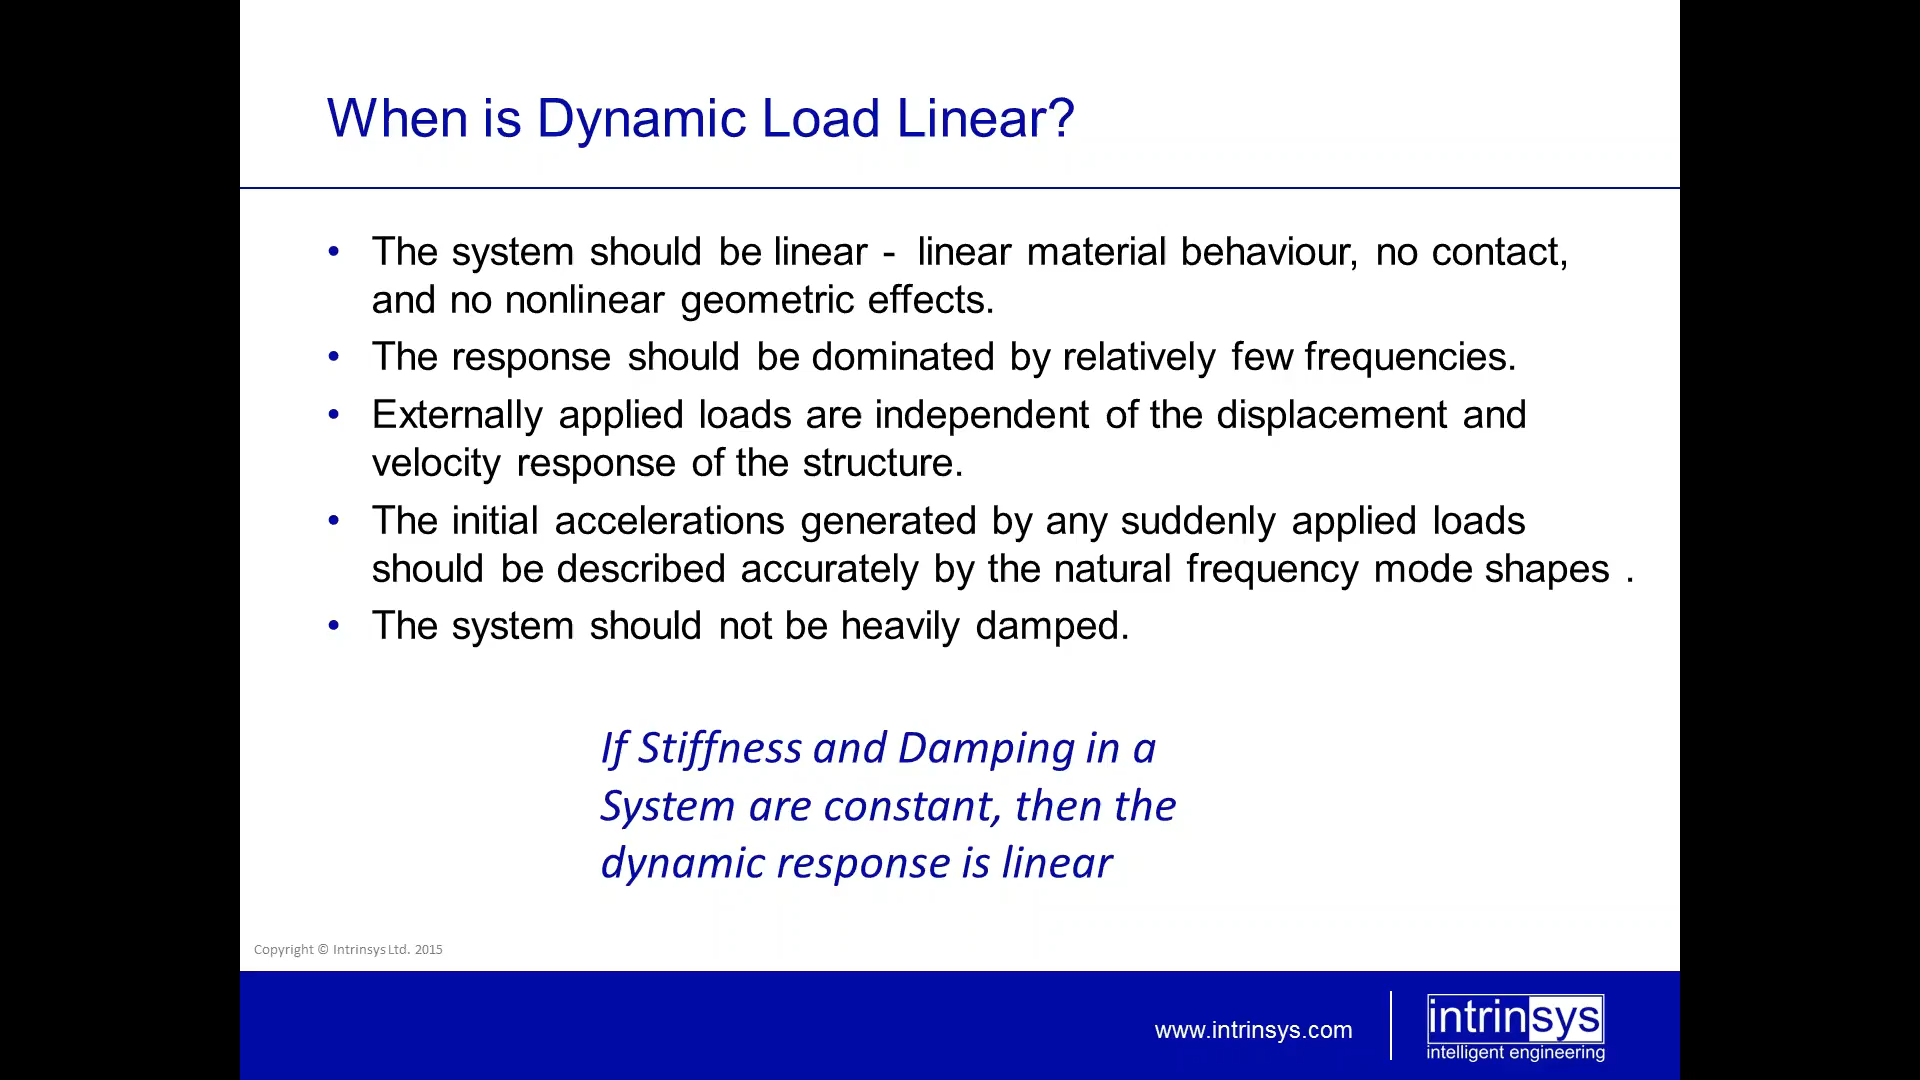 When is Dynamic Load Linear?
• The system should be linear - linear material behaviour, no contact,
and no nonlinear geometric effects.
• The response should be dominated by relatively few frequencies.
• Externally applied loads are independent of the displacement and
velocity response of the structure.
• The initial accelerations generated by any suddenly applied loads
should be described accurately by the natural frequency mode shapes .
• The system should not be heavily damped.
If Stiffness and Damping in a
System are constant, then the
dynamic response is linear
Copyright © Intrinsys Ltd. 2015
www.intrinsys.com
intrinsys
intelligent engineering